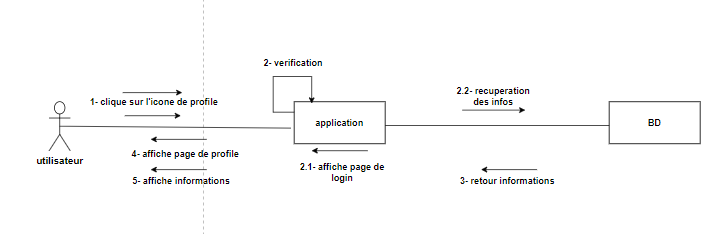 2- verification
2.2- recuperation
des infos
1- clique sur l'icone de profile
application
BD
utilisateur
4- affiche page de profile
2.1- affiche page de
login
5- affiche informations
3- retour informations